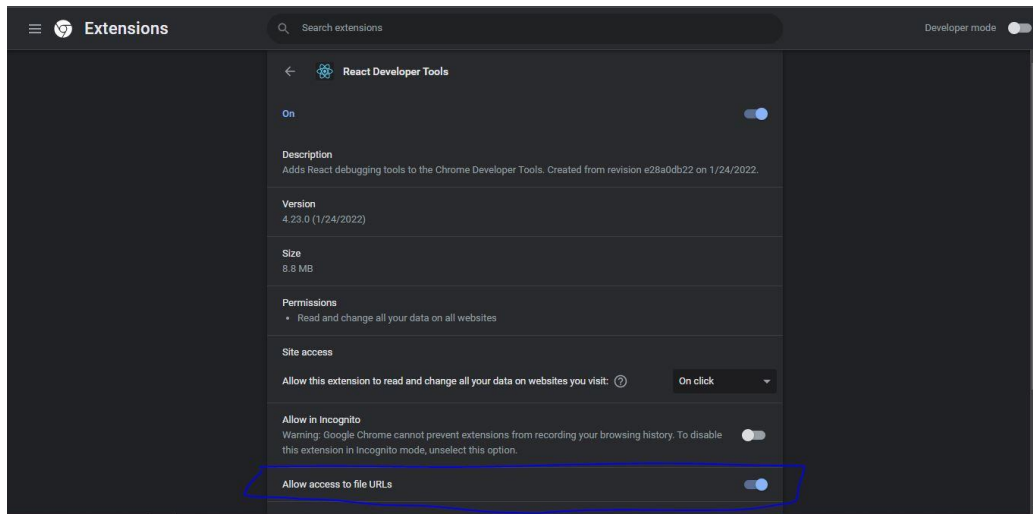 Extensions
Search extensions
Developer mode
React Developer Tools
On
Description
Adds React debugging tools to the Chrome Developer Tools. Created from revision e28a0db22 on 1/24/2022.
Version
4.23.0 (1/24/2022)
Size
8.8 MB
Permissions
• Read and change all your data on all websites
Site access
Allow this extension to read and change all your data on websites you visit: ?
On click
Allow in Incognito
Warning: Google Chrome cannot prevent extensions from recording your browsing history. To disable
this extension in Incognito mode, unselect this option.
Allow access to file URLs